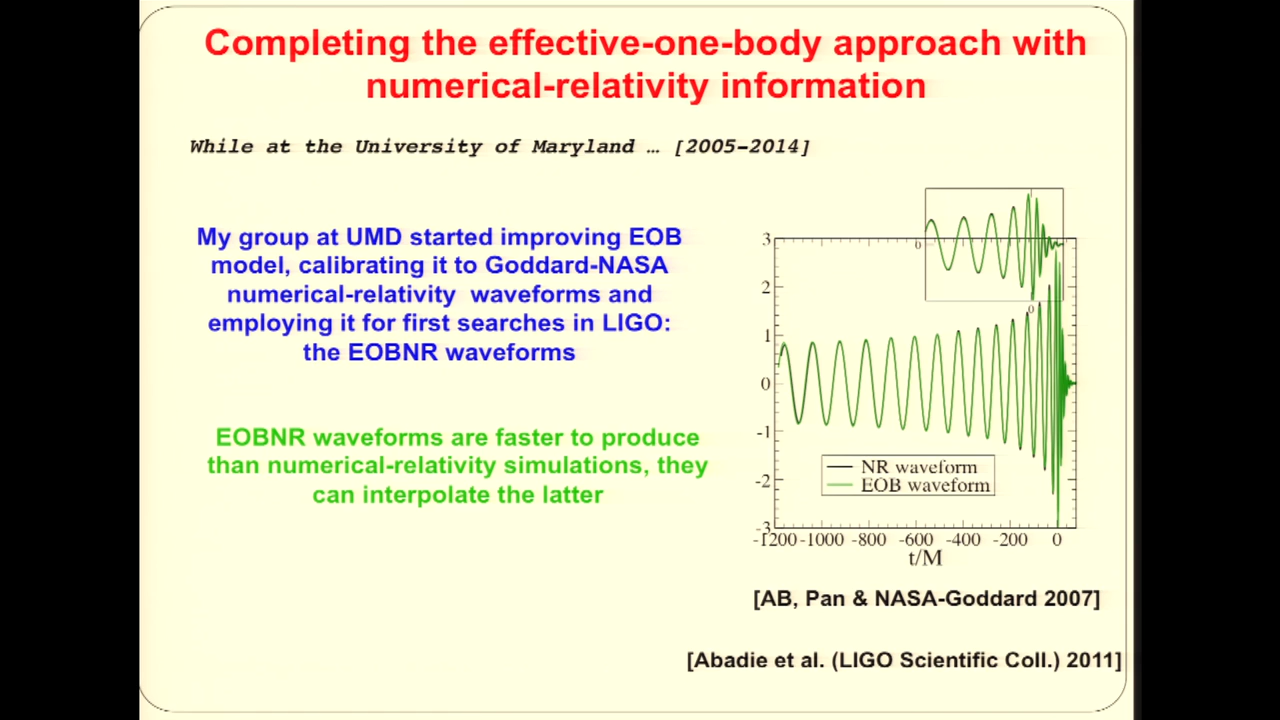 Completing the effective-one-body approach with
numerical-relativity information
While at the University of Maryland … [2005-2014]
My group at UMD started improving EOB
model, calibrating it to Goddard-NASA
numerical-relativity waveforms and
employing it for first searches in LIGO:
the EOBNR waveforms
EOBNR waveforms are faster to produce
than numerical-relativity simulations, they
can interpolate the latter
0
0
3
2
1
0
-1
-2
-3
NR waveform
EOB waveform
-1200 -1000 -800 -600 -400 -200 0
t/M
[AB, Pan & NASA-Goddard 2007]
[Abadie et al. (LIGO Scientific Coll.) 2011]